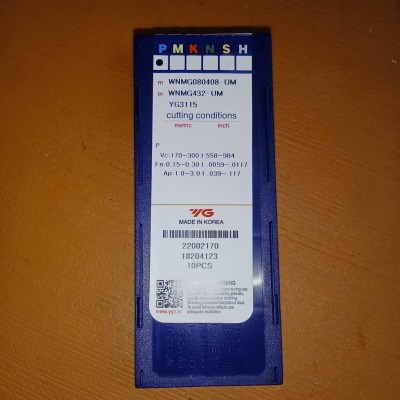 P M K N S H
m WNMG080408-UM
in WNMG432-UM
YG3115
cutting conditions
metric inch
P
Vc:170-300 | 558-984
Fn:0.15-0.30 | .0059-.0117
Ap:1.0-3.0 | .039-.117
YG
MADE IN KOREA
22002170
18204123
10PCS
www.yg1.kr
adequate ventilation